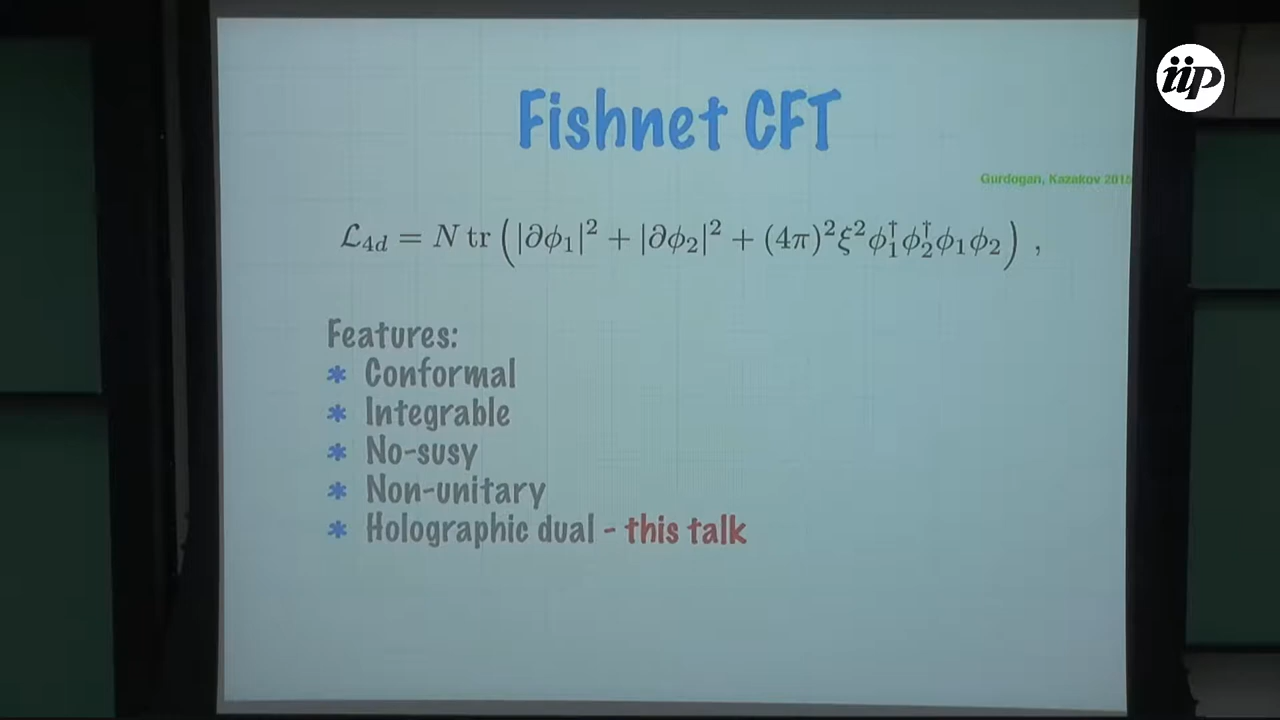 iip
Fishnet CFT
Gurdogan, Kazakov 2015
$\mathcal{L}_{4d} = N \,\mathrm{tr}\left(|\partial\phi_1|^2 + |\partial\phi_2|^2 + (4\pi)^2\xi^2\phi_1^\dagger\phi_2^\dagger\phi_1\phi_2\right)\ ,$
Features:
* Conformal
* Integrable
* No-susy
* Non-unitary
* Holographic dual - this talk